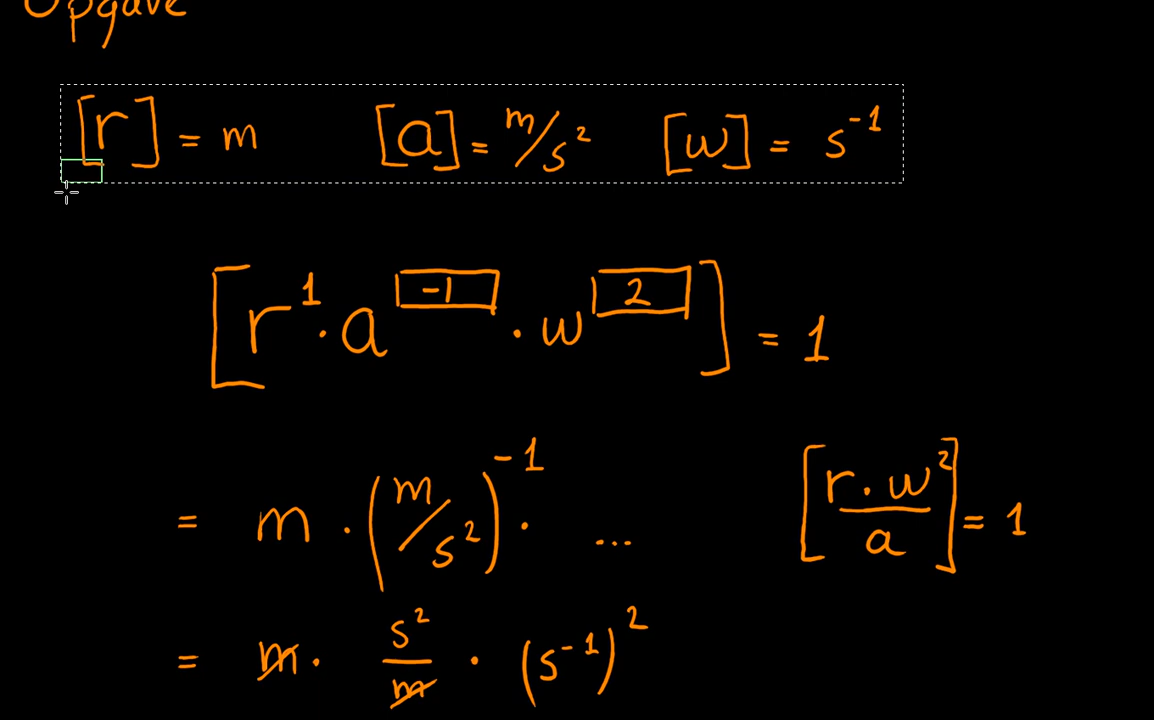 Opgave
[r] = m [a] = m/s² [w] = s⁻¹
[r¹ · a⁻¹ · w²] = 1
= m · (m/s²)⁻¹ · ... [r · w²/a] = 1
= m · s²/m · (s⁻¹)²